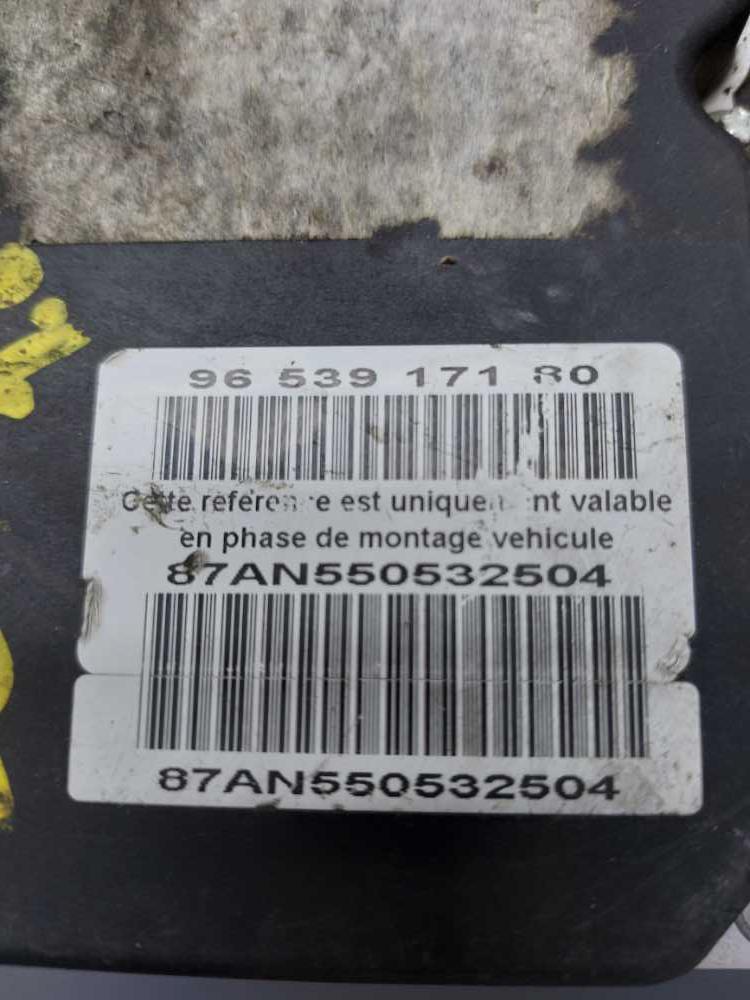 96 539 171 80
Cette reference est uniquement valable
en phase de montage vehicule
87AN550532504
87AN550532504